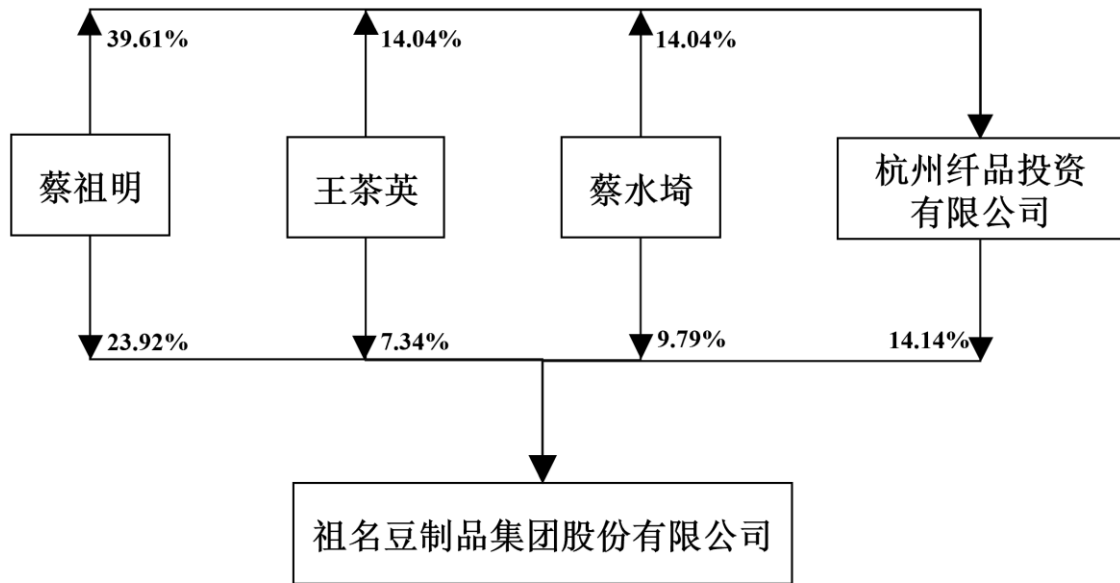 39.61%
14.04%
14.04%
蔡祖明
王茶英
蔡水埼
杭州纤品投资
有限公司
23.92%
7.34%
9.79%
14.14%
祖名豆制品集团股份有限公司